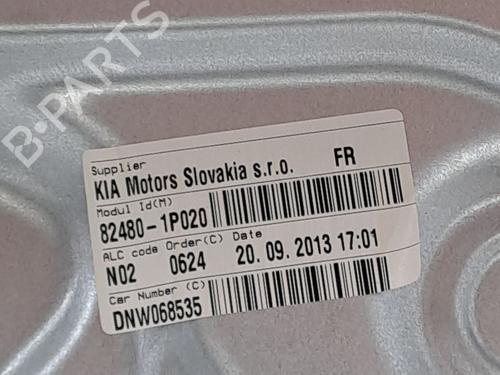 B-PARTS
Supplier
KIA Motors Slovakia s.r.o. FR
Modul Id(M)
82480-1P020
ALC code Order(C) Date
N02 0624 20. 09. 2013 17:01
Car Number (C)
DNW068535